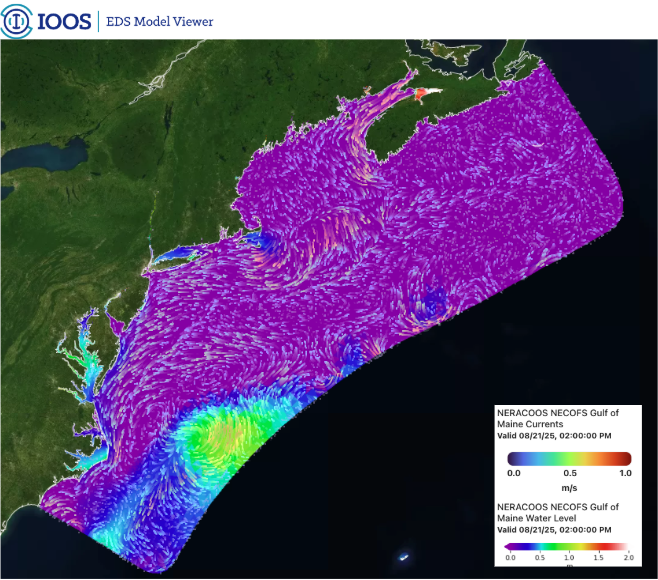 IOOS EDS Model Viewer
NERACOOS NECOFS Gulf of
Maine Currents
Valid 08/21/25, 02:00:00 PM
0.0 0.5 1.0
m/s
NERACOOS NECOFS Gulf of
Maine Water Level
Valid 08/21/25, 02:00:00 PM
0.0 0.5 1.0 1.5 2.0
m